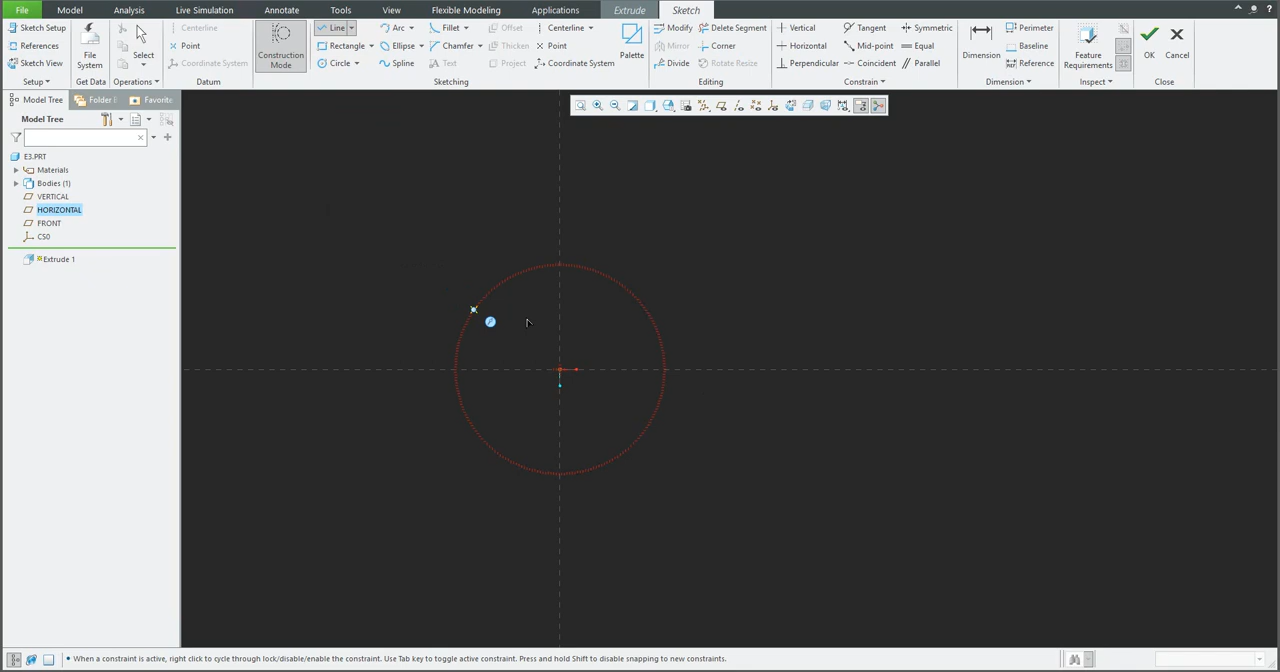 File Model Analysis Live Simulation Annotate Tools View Flexible Modeling Applications Extrude Sketch
Sketch Setup
References
Sketch View
Setup
File System
Get Data
Select
Operations
Centerline
Point
Coordinate System
Datum
Construction Mode
Line Arc Fillet Offset Centerline
Rectangle Ellipse Chamfer Thicken Point
Circle Spline Text Project Coordinate System
Palette
Sketching
Modify Delete Segment
Mirror Corner
Divide Rotate Resize
Editing
Vertical Tangent Symmetric
Horizontal Mid-point Equal
Perpendicular Coincident Parallel
Constrain
Dimension
Perimeter
Baseline
Reference
Dimension
Feature Requirements
Inspect
OK
Cancel
Close
Model Tree Folder Favorite
Model Tree
E3.PRT
Materials
Bodies (1)
VERTICAL
HORIZONTAL
FRONT
CS0
Extrude 1
When a constraint is active, right click to cycle through lock/disable/enable the constraint. Use Tab key to toggle active constraint. Press and hold Shift to disable snapping to new constraints.